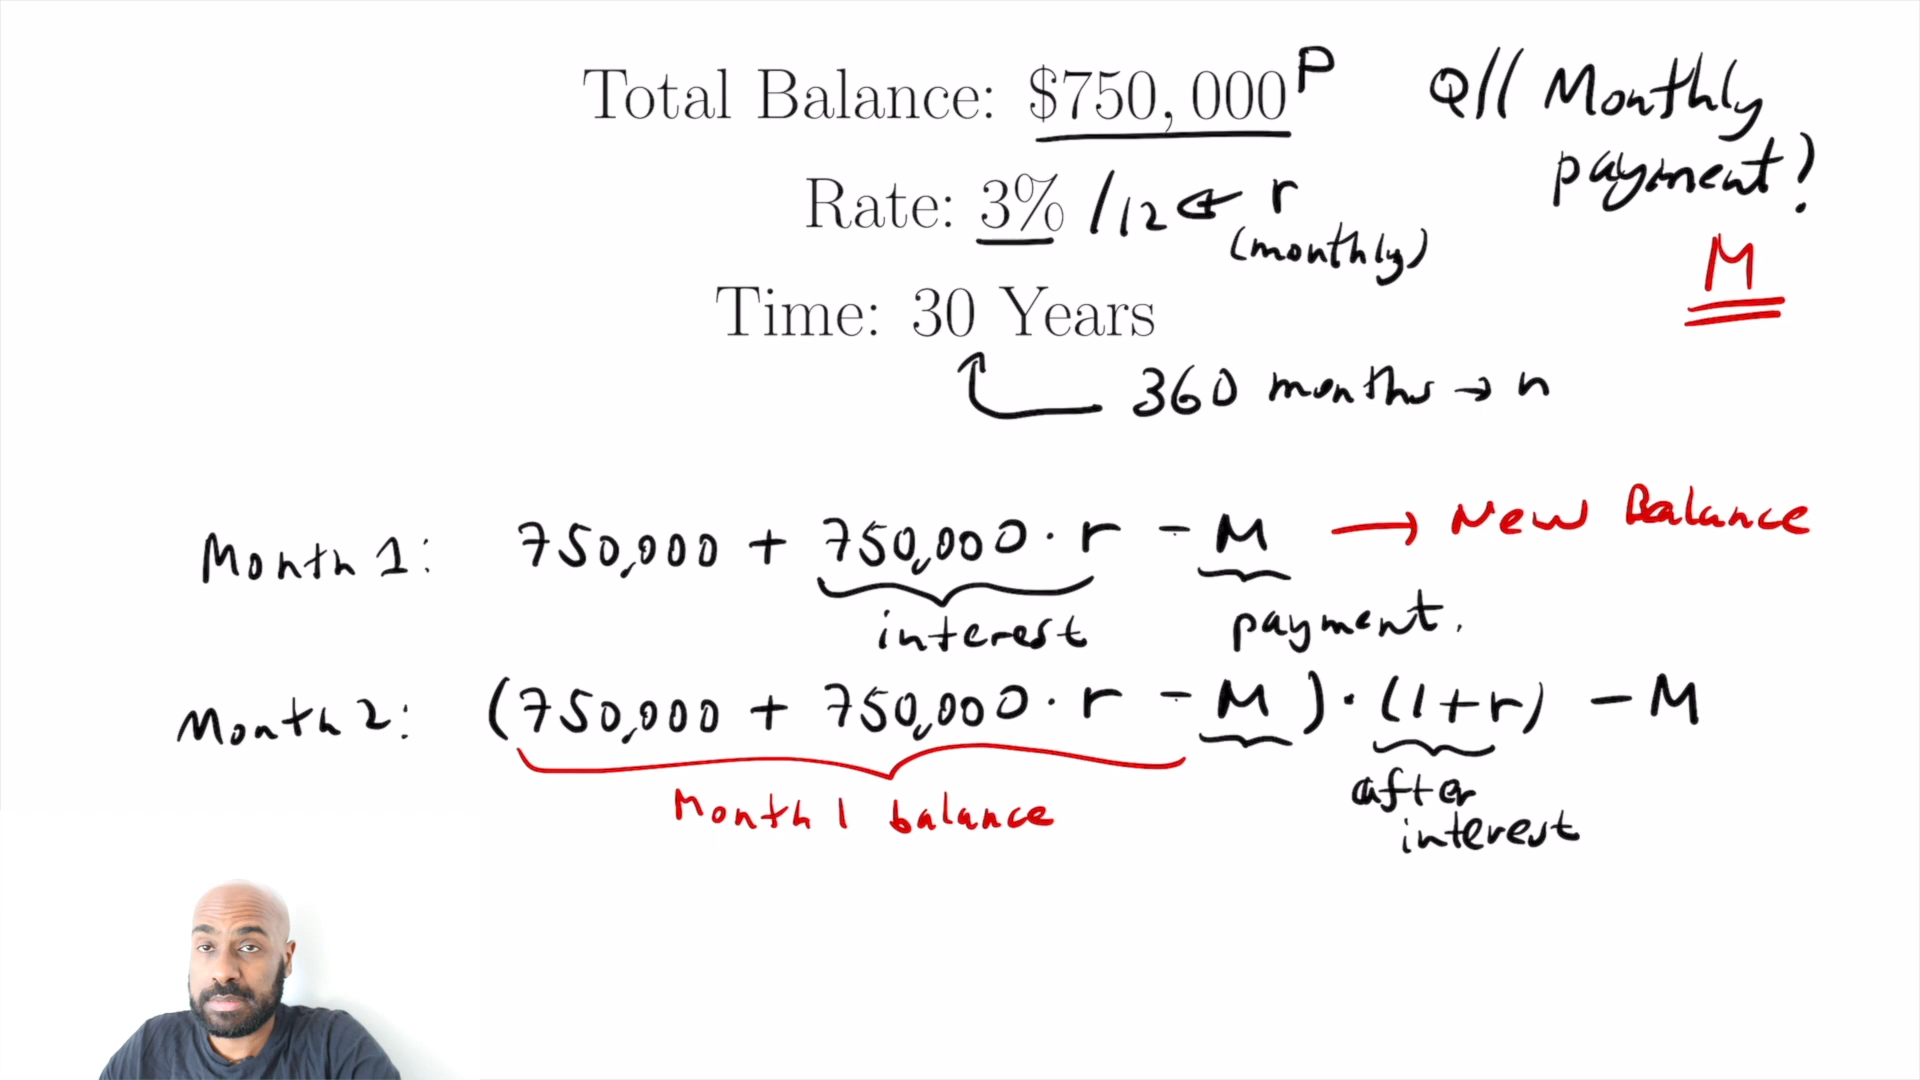 Total Balance: $750,000 P
Q// Monthly payment?
M
Rate: 3% /12 ← r
(monthly)
Time: 30 Years
360 months → n
Month 1: 750,000 + 750,000 · r - M → New Balance
interest
payment.
Month 2: (750,000 + 750,000 · r - M) · (1+r) - M
Month 1 balance
after
interest